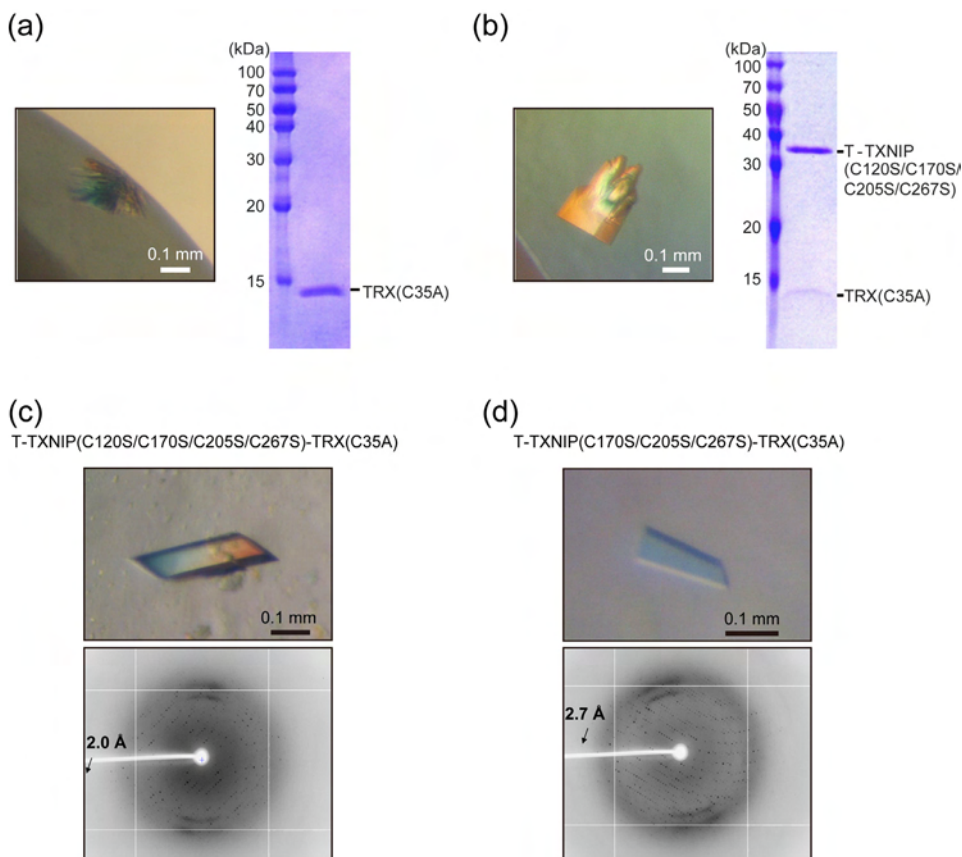 (a)
(kDa)
100
70
50
40
30
20
15
0.1 mm
TRX(C35A)
(b)
(kDa)
100
70
50
40
30
20
15
0.1 mm
T-TXNIP
(C120S/C170S/
C205S/C267S)
TRX(C35A)
(c)
T-TXNIP(C120S/C170S/C205S/C267S)-TRX(C35A)
0.1 mm
2.0 Å
(d)
T-TXNIP(C170S/C205S/C267S)-TRX(C35A)
0.1 mm
2.7 Å